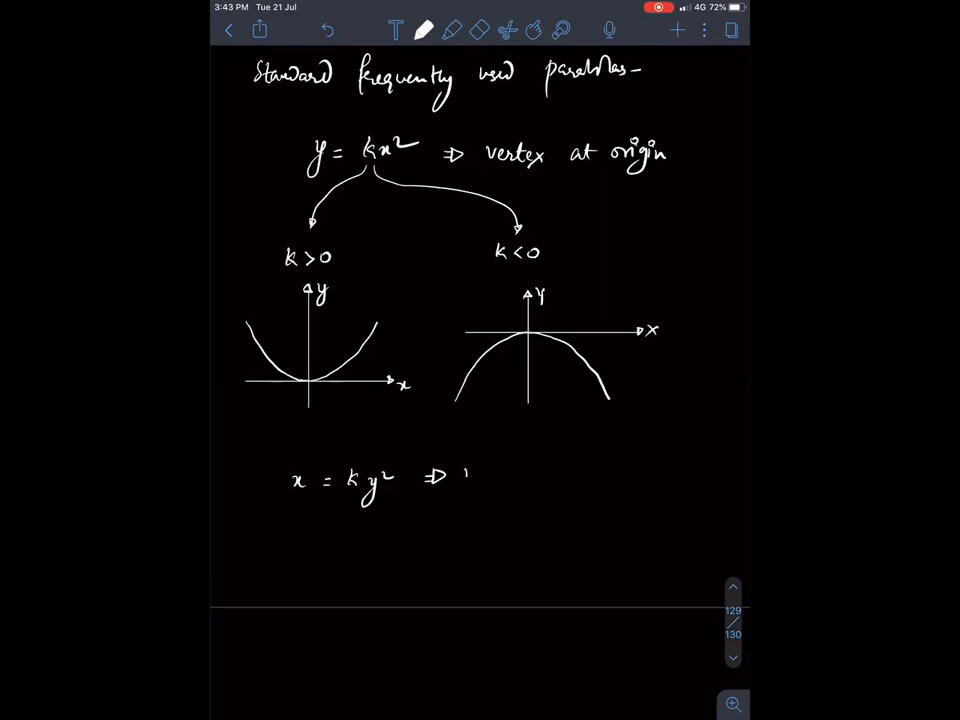 3:43 PM Tue 21 Jul 4G 72%
T
Standard frequently used parabolas-
y = kx² ⇒ vertex at origin
k > 0 k < 0
y y
x
x
x = ky² ⇒
129
130